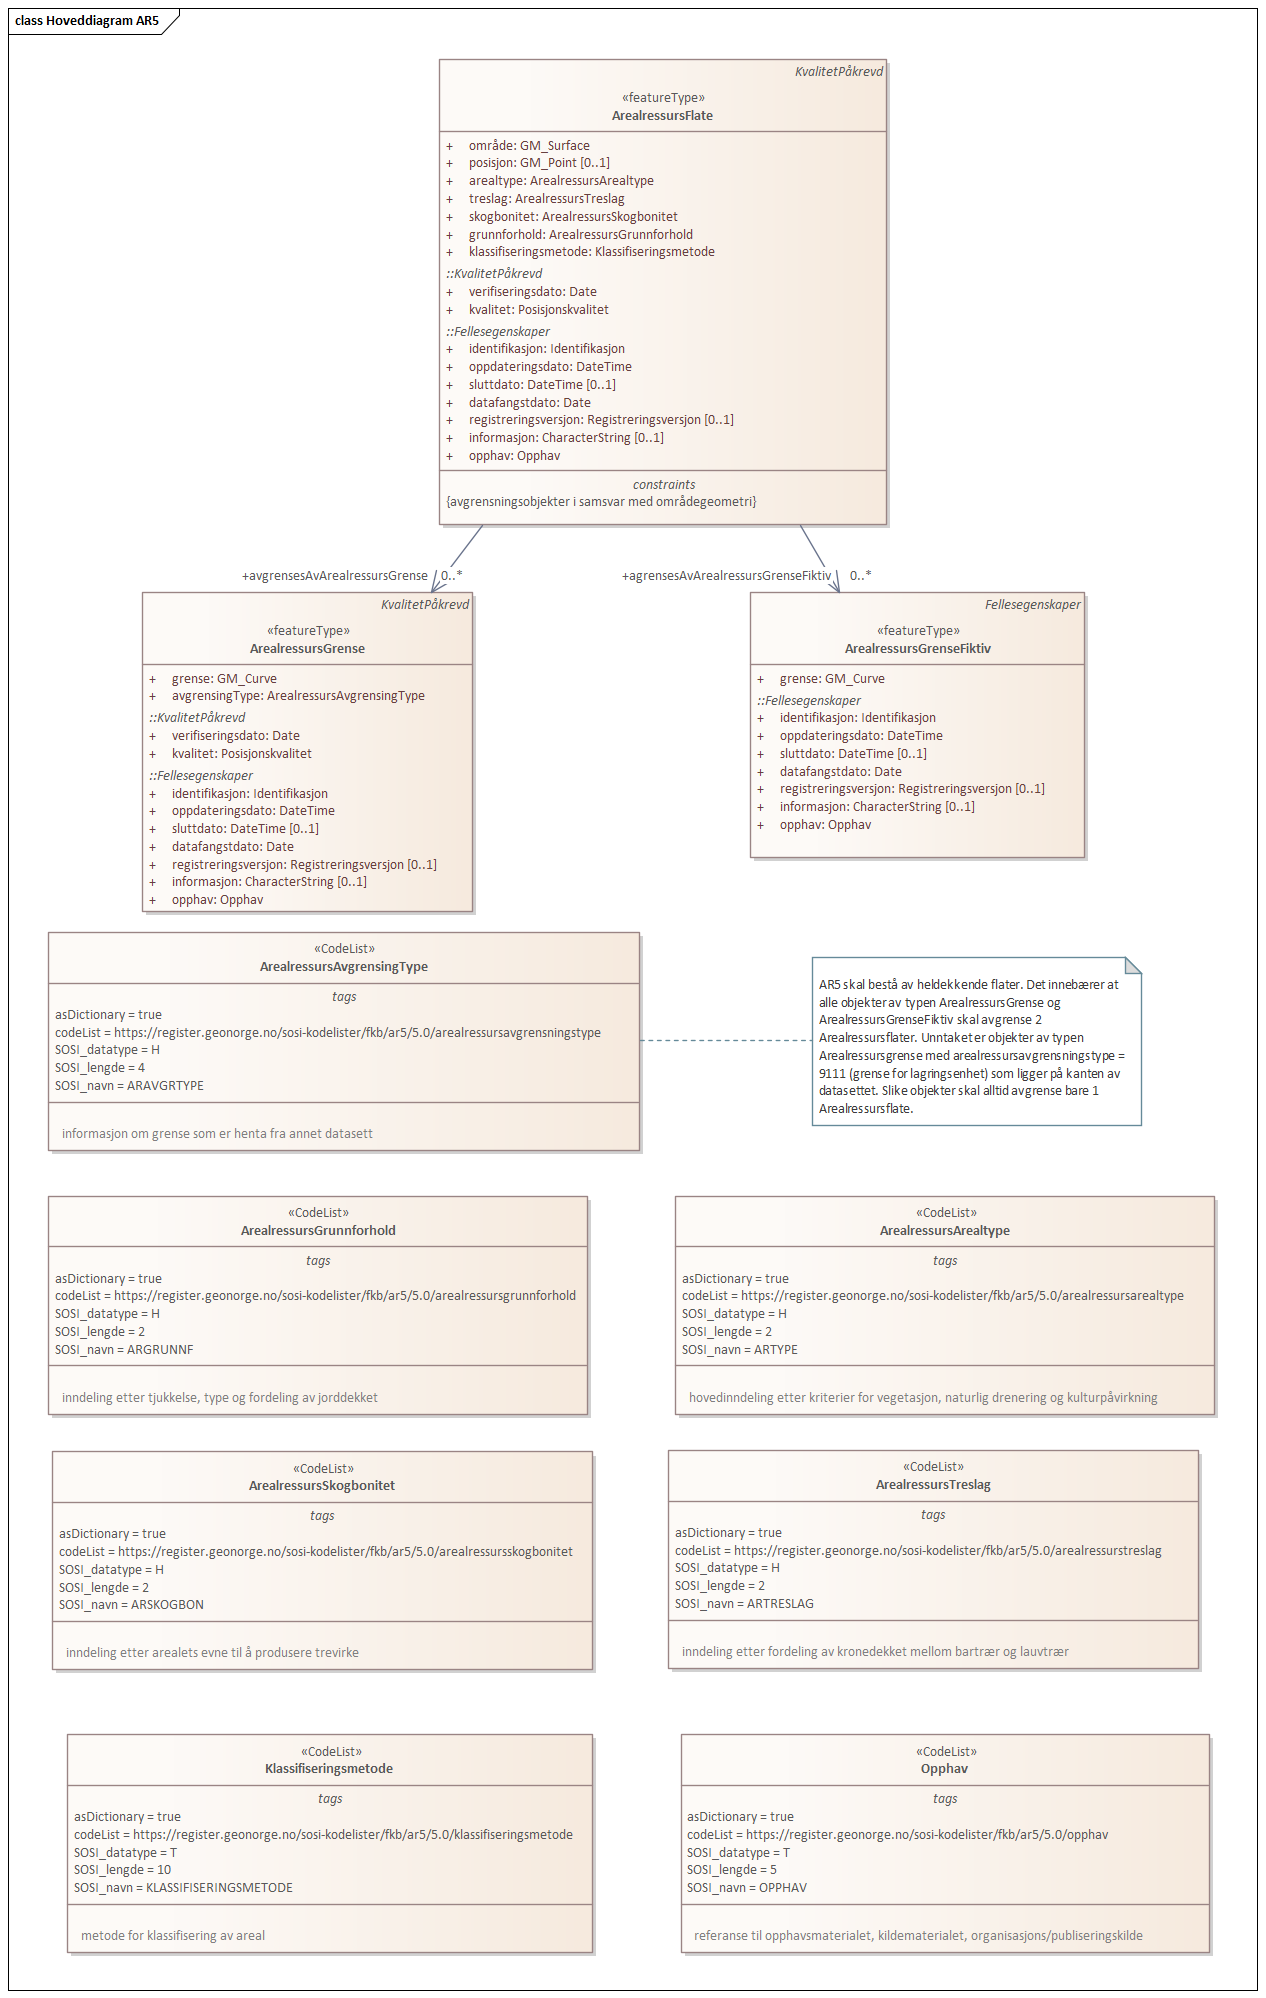 class Hoveddiagram AR5
KvalitetPåkrevd
«featureType»
ArealressursFlate
+ område: GM_Surface
+ posisjon: GM_Point [0..1]
+ arealtype: ArealressursArealtype
+ treslag: ArealressursTreslag
+ skogbonitet: ArealressursSkogbonitet
+ grunnforhold: ArealressursGrunnforhold
+ klassifiseringsmetode: Klassifiseringsmetode
::KvalitetPåkrevd
+ verifiseringsdato: Date
+ kvalitet: Posisjonskvalitet
::Fellesegenskaper
+ identifikasjon: Identifikasjon
+ oppdateringsdato: DateTime
+ sluttdato: DateTime [0..1]
+ datafangstdato: Date
+ registreringsversjon: Registreringsversjon [0..1]
+ informasjon: CharacterString [0..1]
+ opphav: Opphav
constraints
{avgrensningsobjekter i samsvar med områdegeometri}
+avgrensesAvArealressursGrense 0..*
+agrensesAvArealressursGrenseFiktiv 0..*
KvalitetPåkrevd
«featureType»
ArealressursGrense
+ grense: GM_Curve
+ avgrensingType: ArealressursAvgrensingType
::KvalitetPåkrevd
+ verifiseringsdato: Date
+ kvalitet: Posisjonskvalitet
::Fellesegenskaper
+ identifikasjon: Identifikasjon
+ oppdateringsdato: DateTime
+ sluttdato: DateTime [0..1]
+ datafangstdato: Date
+ registreringsversjon: Registreringsversjon [0..1]
+ informasjon: CharacterString [0..1]
+ opphav: Opphav
Fellesegenskaper
«featureType»
ArealressursGrenseFiktiv
+ grense: GM_Curve
::Fellesegenskaper
+ identifikasjon: Identifikasjon
+ oppdateringsdato: DateTime
+ sluttdato: DateTime [0..1]
+ datafangstdato: Date
+ registreringsversjon: Registreringsversjon [0..1]
+ informasjon: CharacterString [0..1]
+ opphav: Opphav
«CodeList»
ArealressursAvgrensingType
tags
asDictionary = true
codeList = https://register.geonorge.no/sosi-kodelister/fkb/ar5/5.0/arealressursavgrensningstype
SOSI_datatype = H
SOSI_lengde = 4
SOSI_navn = ARAVGRTYPE
informasjon om grense som er henta fra annet datasett
AR5 skal bestå av heldekkende flater. Det innebærer at
alle objekter av typen ArealressursGrense og
ArealressursGrenseFiktiv skal avgrense 2
Arealressursflater. Unntaket er objekter av typen
Arealressursgrense med arealressursavgrensningstype =
9111 (grense for lagringsenhet) som ligger på kanten av
datasettet. Slike objekter skal alltid avgrense bare 1
Arealressursflate.
«CodeList»
ArealressursGrunnforhold
tags
asDictionary = true
codeList = https://register.geonorge.no/sosi-kodelister/fkb/ar5/5.0/arealressursgrunnforhold
SOSI_datatype = H
SOSI_lengde = 2
SOSI_navn = ARGRUNNF
inndeling etter tjukkelse, type og fordeling av jorddekket
«CodeList»
ArealressursArealtype
tags
asDictionary = true
codeList = https://register.geonorge.no/sosi-kodelister/fkb/ar5/5.0/arealressursarealtype
SOSI_datatype = H
SOSI_lengde = 2
SOSI_navn = ARTYPE
hovedinndeling etter kriterier for vegetasjon, naturlig drenering og kulturpåvirkning
«CodeList»
ArealressursSkogbonitet
tags
asDictionary = true
codeList = https://register.geonorge.no/sosi-kodelister/fkb/ar5/5.0/arealressursskogbonitet
SOSI_datatype = H
SOSI_lengde = 2
SOSI_navn = ARSKOGBON
inndeling etter arealets evne til å produsere trevirke
«CodeList»
ArealressursTreslag
tags
asDictionary = true
codeList = https://register.geonorge.no/sosi-kodelister/fkb/ar5/5.0/arealressurstreslag
SOSI_datatype = H
SOSI_lengde = 2
SOSI_navn = ARTRESLAG
inndeling etter fordeling av kronedekket mellom bartrær og lauvtrær
«CodeList»
Klassifiseringsmetode
tags
asDictionary = true
codeList = https://register.geonorge.no/sosi-kodelister/fkb/ar5/5.0/klassifiseringsmetode
SOSI_datatype = T
SOSI_lengde = 10
SOSI_navn = KLASSIFISERINGSMETODE
metode for klassifisering av areal
«CodeList»
Opphav
tags
asDictionary = true
codeList = https://register.geonorge.no/sosi-kodelister/fkb/ar5/5.0/opphav
SOSI_datatype = T
SOSI_lengde = 5
SOSI_navn = OPPHAV
referanse til opphavsmaterialet, kildematerialet, organisasjons/publiseringskilde